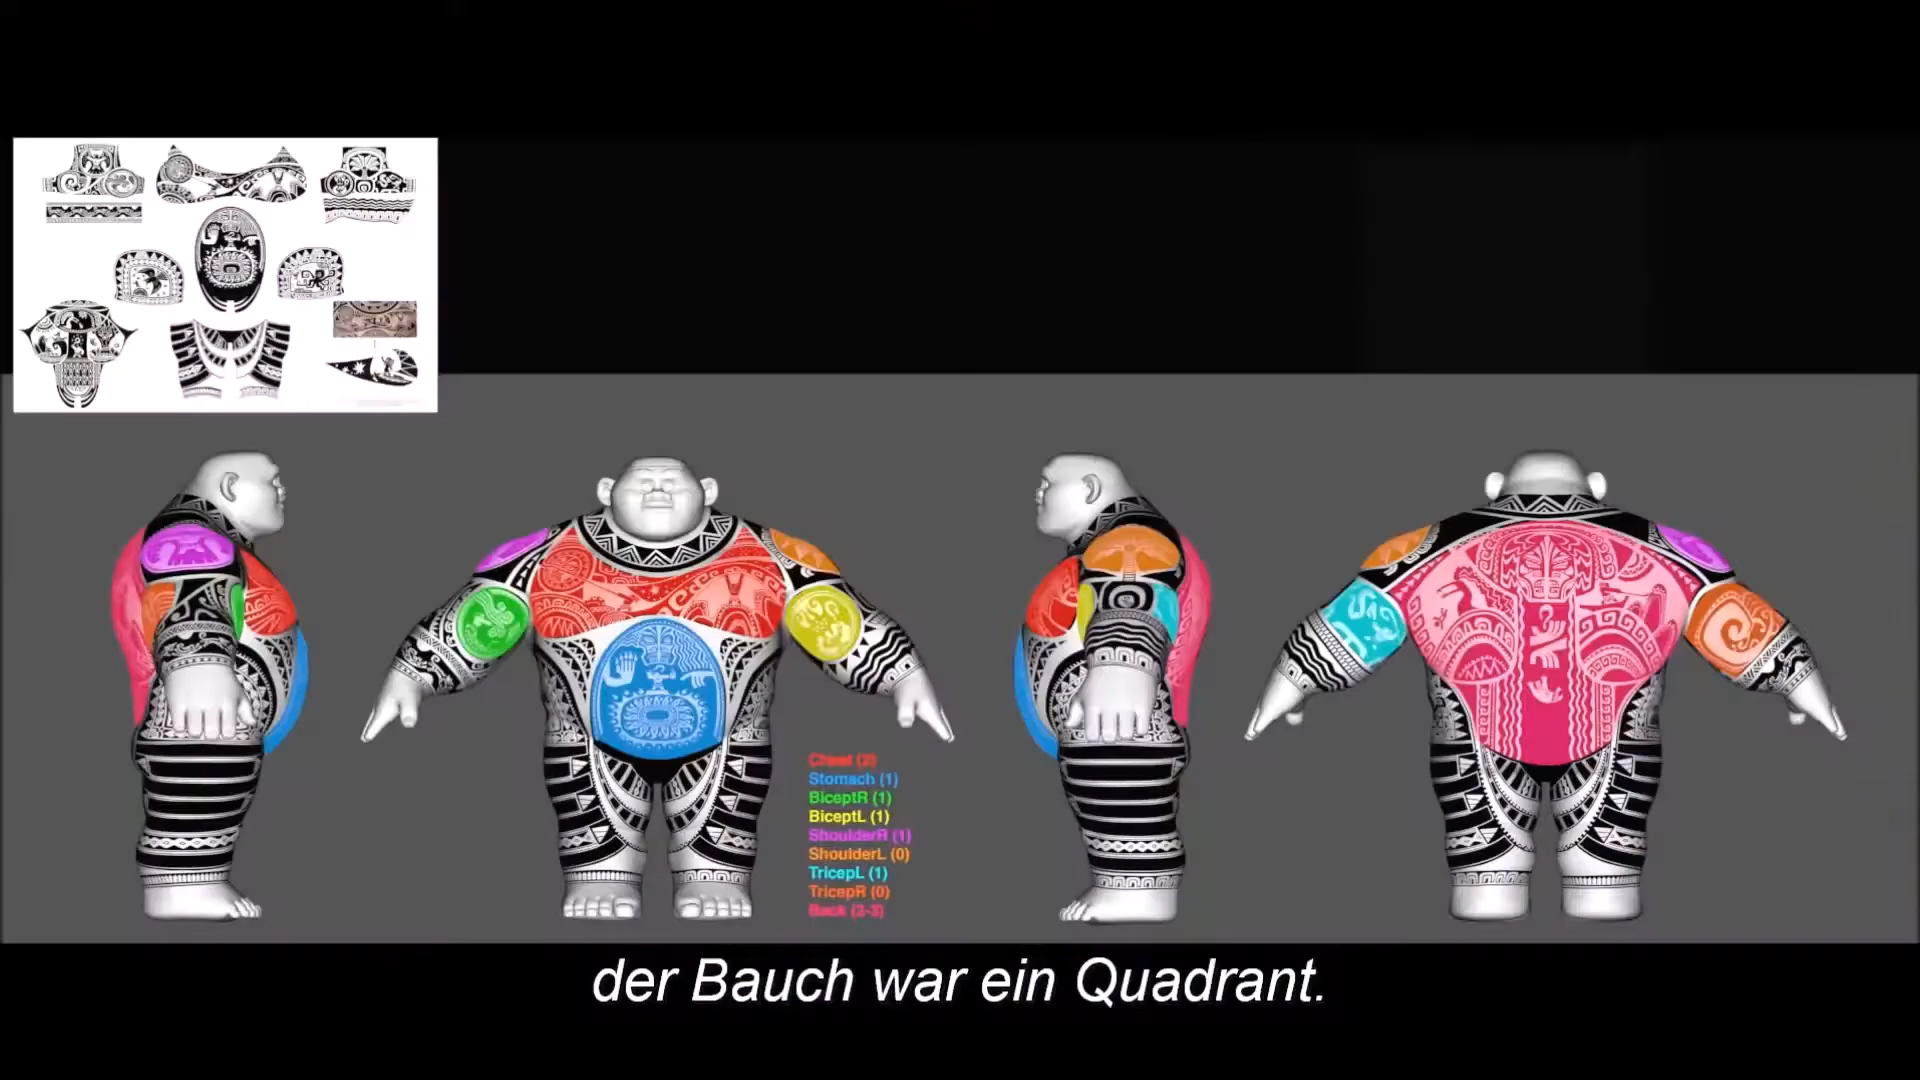 Chest (2)
Stomach (1)
BiceptR (1)
BiceptL (1)
ShoulderR (1)
ShoulderL (0)
TricepL (1)
TricepR (0)
Back (2-3)
der Bauch war ein Quadrant.